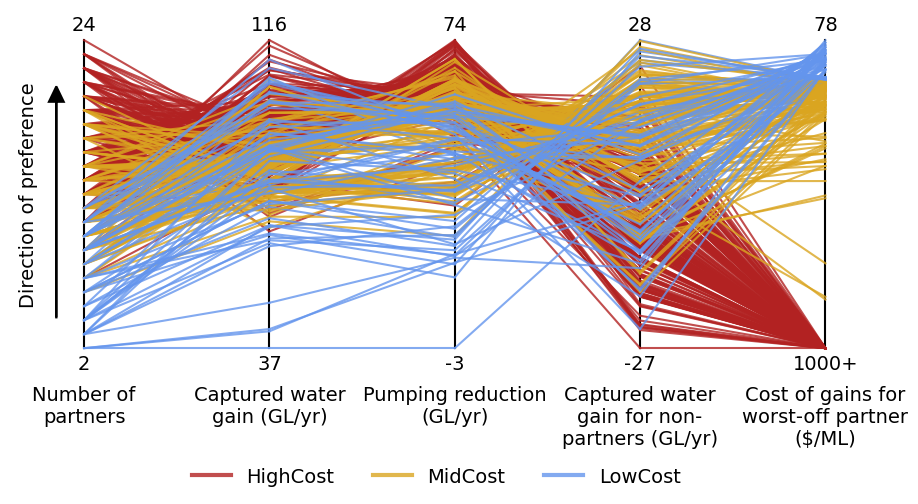 24
116
74
28
78
Direction of preference
2
37
-3
-27
1000+
Number of
partners
Captured water
gain (GL/yr)
Pumping reduction
(GL/yr)
Captured water
gain for non-
partners (GL/yr)
Cost of gains for
worst-off partner
($/ML)
HighCost
MidCost
LowCost